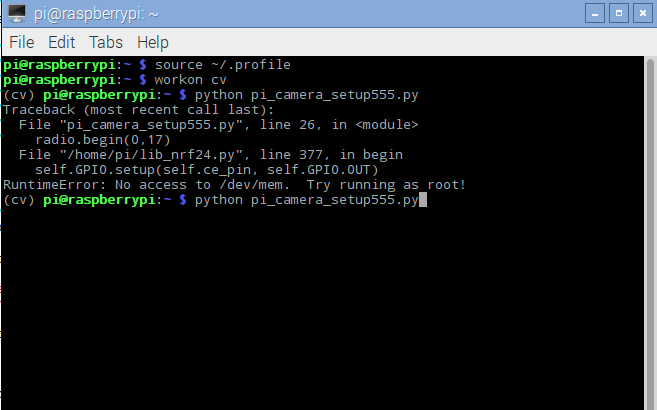 pi@raspberrypi: ~
File Edit Tabs Help
pi@raspberrypi:~ $ source ~/.profile
pi@raspberrypi:~ $ workon cv
(cv) pi@raspberrypi:~ $ python pi_camera_setup555.py
Traceback (most recent call last):
  File "pi_camera_setup555.py", line 26, in <module>
    radio.begin(0,17)
  File "/home/pi/lib_nrf24.py", line 377, in begin
    self.GPIO.setup(self.ce_pin, self.GPIO.OUT)
RuntimeError: No access to /dev/mem.  Try running as root!
(cv) pi@raspberrypi:~ $ python pi_camera_setup555.py